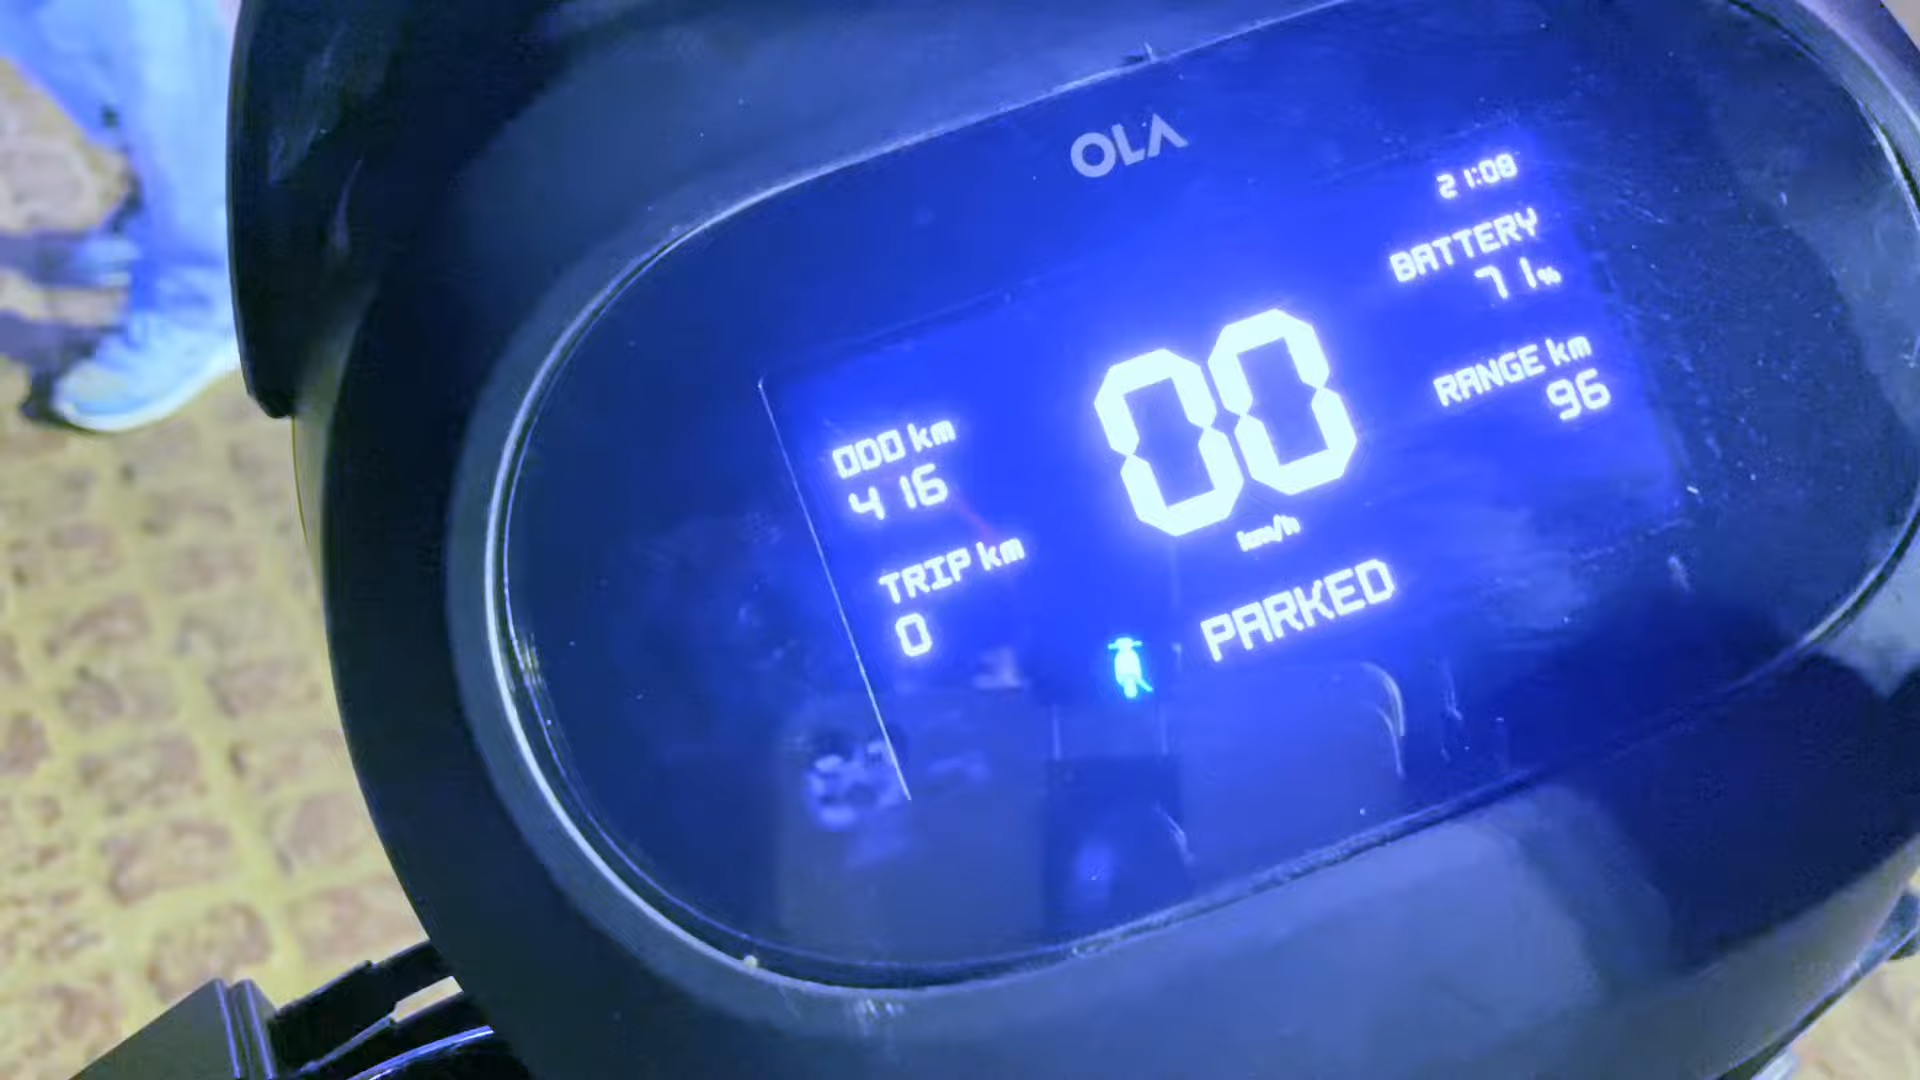 OLA
21:08
BATTERY
71%
RANGE km
96
00
km/h
ODO km
416
TRIP km
0
PARKED